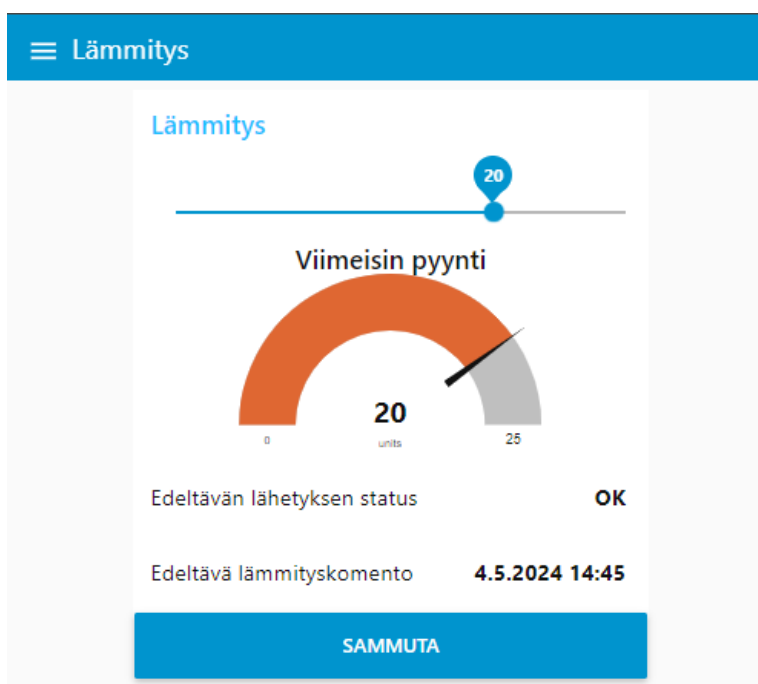 Lämmitys
Lämmitys
20
Viimeisin pyynti
20
0 units 25
Edeltävän lähetyksen status OK
Edeltävä lämmityskomento 4.5.2024 14:45
SAMMUTA